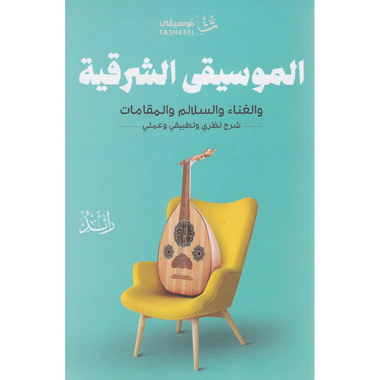 موسيقى
TASHKEEL
الموسيقى الشرقية
والغناء والسلالم والمقامات
شرح نظري وتطبيقي وعملي
رائد